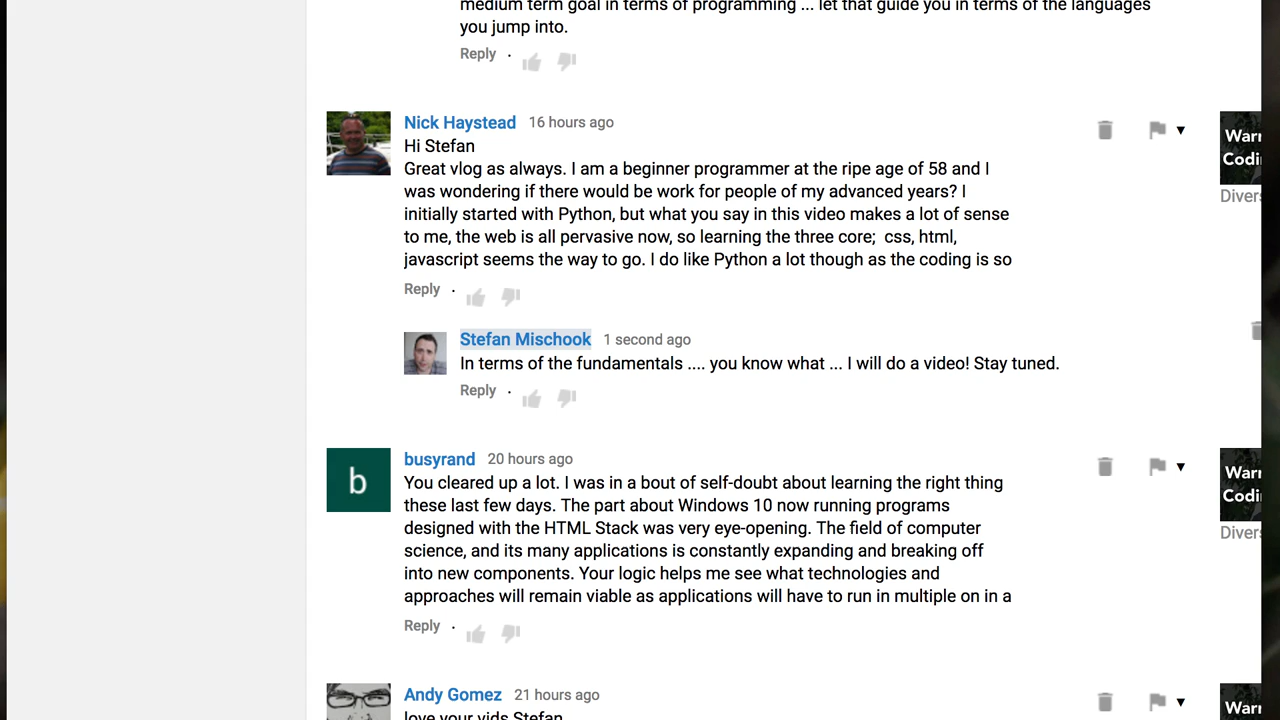 medium term goal in terms of programming ... let that guide you in terms of the languages
you jump into.
Reply ·
Nick Haystead 16 hours ago
Hi Stefan
Great vlog as always. I am a beginner programmer at the ripe age of 58 and I
was wondering if there would be work for people of my advanced years? I
initially started with Python, but what you say in this video makes a lot of sense
to me, the web is all pervasive now, so learning the three core;  css, html,
javascript seems the way to go. I do like Python a lot though as the coding is so
Reply ·
Warr
Codi
Divers
Stefan Mischook 1 second ago
In terms of the fundamentals .... you know what ... I will do a video! Stay tuned.
Reply ·
b
busyrand 20 hours ago
You cleared up a lot. I was in a bout of self-doubt about learning the right thing
these last few days. The part about Windows 10 now running programs
designed with the HTML Stack was very eye-opening. The field of computer
science, and its many applications is constantly expanding and breaking off
into new components. Your logic helps me see what technologies and
approaches will remain viable as applications will have to run in multiple on in a
Reply ·
Warr
Codi
Divers
Andy Gomez 21 hours ago
love your vids Stefan
Warr